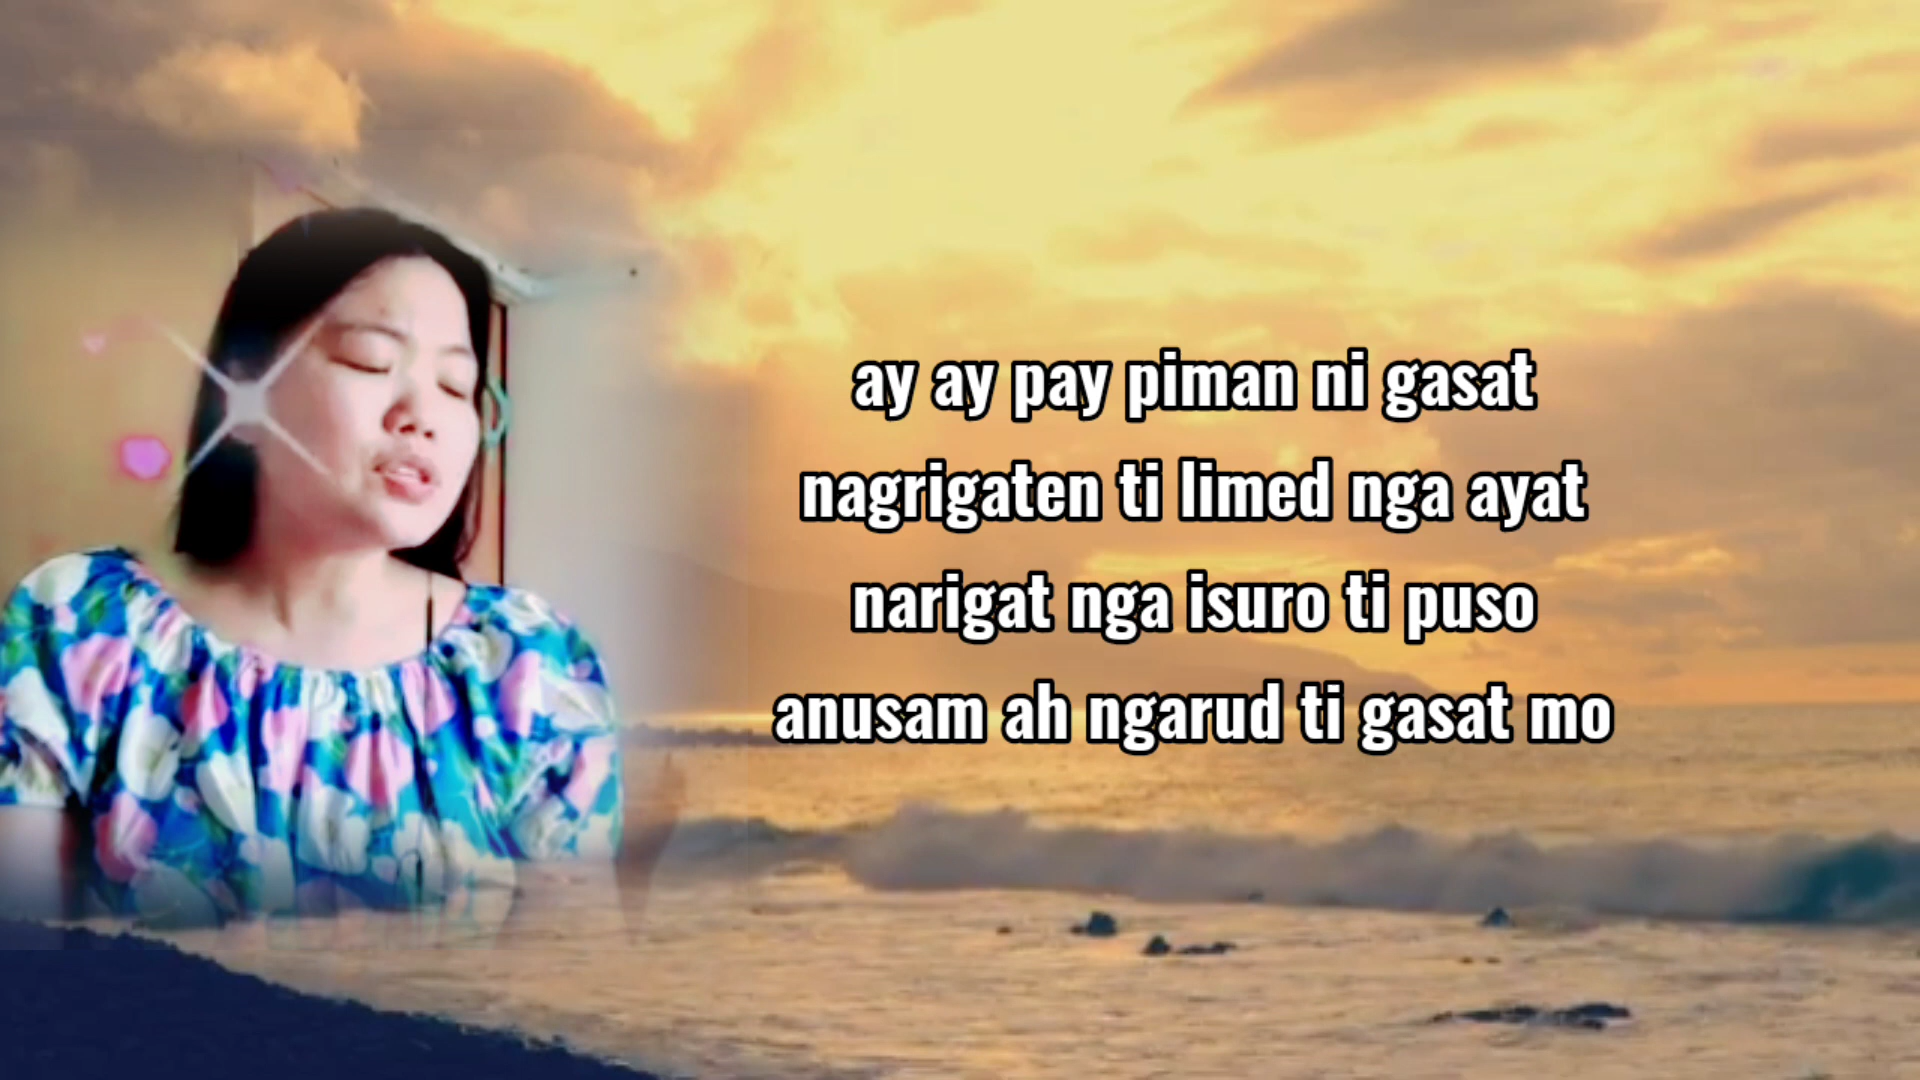 ay ay pay piman ni gasat
nagrigaten ti limed nga ayat
narigat nga isuro ti puso
anusam ah ngarud ti gasat mo